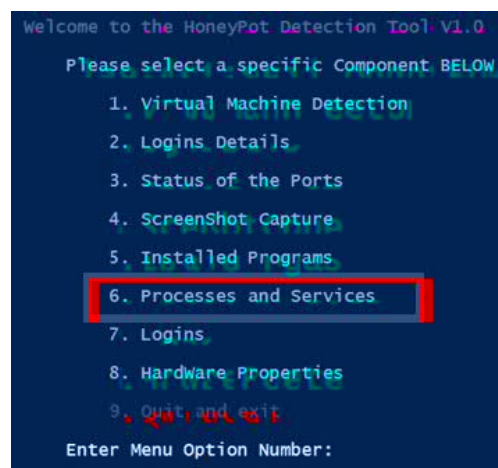 Welcome to the HoneyPot Detection Tool V1.0
Please select a specific Component BELOW
1. Virtual Machine Detection
2. Logins Details
3. Status of the Ports
4. ScreenShot Capture
5. Installed Programs
6. Processes and Services
7. Logins
8. HardWare Properties
9. Quit and exit
Enter Menu Option Number: